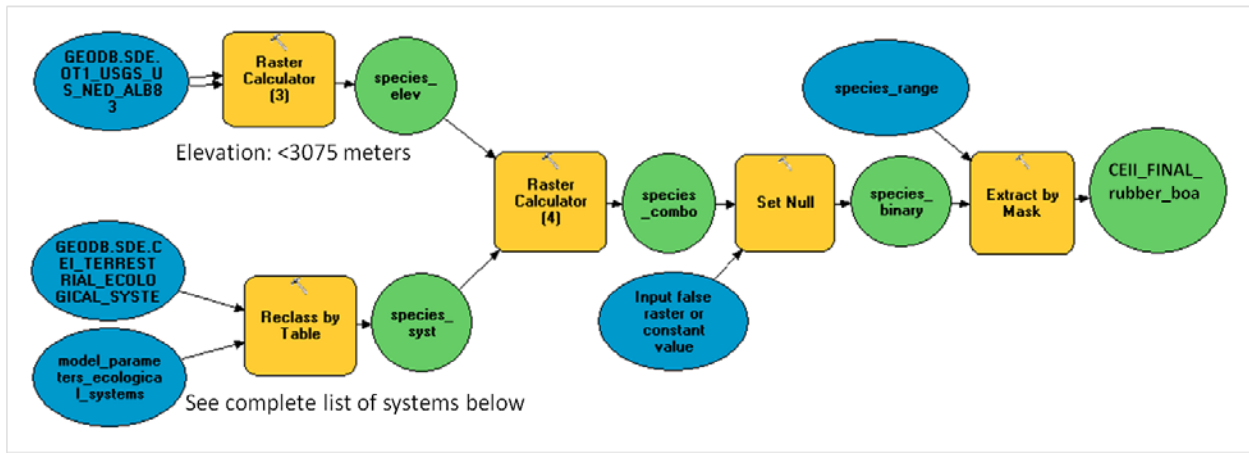 GEODB.SDE.
OT1_USGS_U
S_NED_ALB8
3
Raster
Calculator
(3)
species_
elev
Elevation: <3075 meters
species_range
Raster
Calculator
(4)
species
_combo
Set Null
species_
binary
Extract by
Mask
CEII_FINAL_
rubber_boa
GEODB.SDE.C
EI_TERREST
RIAL_ECOLO
GICAL_SYSTE
Reclass by
Table
species_
syst
Input false
raster or
constant
value
model_parame
ters_ecologica
l_systems
See complete list of systems below